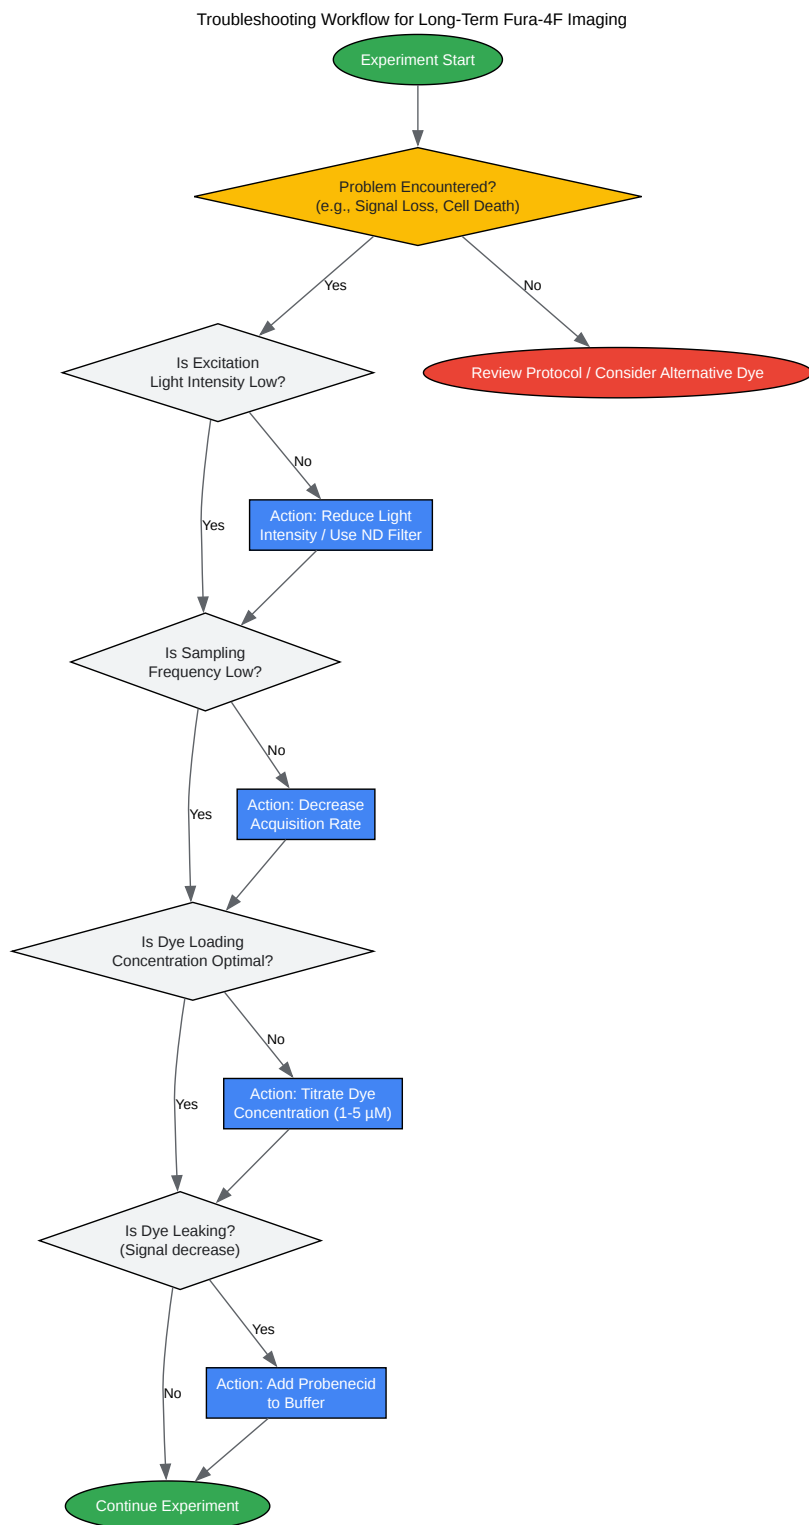 Troubleshooting Workflow for Long-Term Fura-4F Imaging
Experiment Start
Problem Encountered?
(e.g., Signal Loss, Cell Death)
Yes
No
Is Excitation
Light Intensity Low?
Review Protocol / Consider Alternative Dye
No
Yes
Action: Reduce Light
Intensity / Use ND Filter
Is Sampling
Frequency Low?
No
Yes
Action: Decrease
Acquisition Rate
Is Dye Loading
Concentration Optimal?
No
Yes
Action: Titrate Dye
Concentration (1-5 µM)
Is Dye Leaking?
(Signal decrease)
Yes
No
Action: Add Probenecid
to Buffer
Continue Experiment